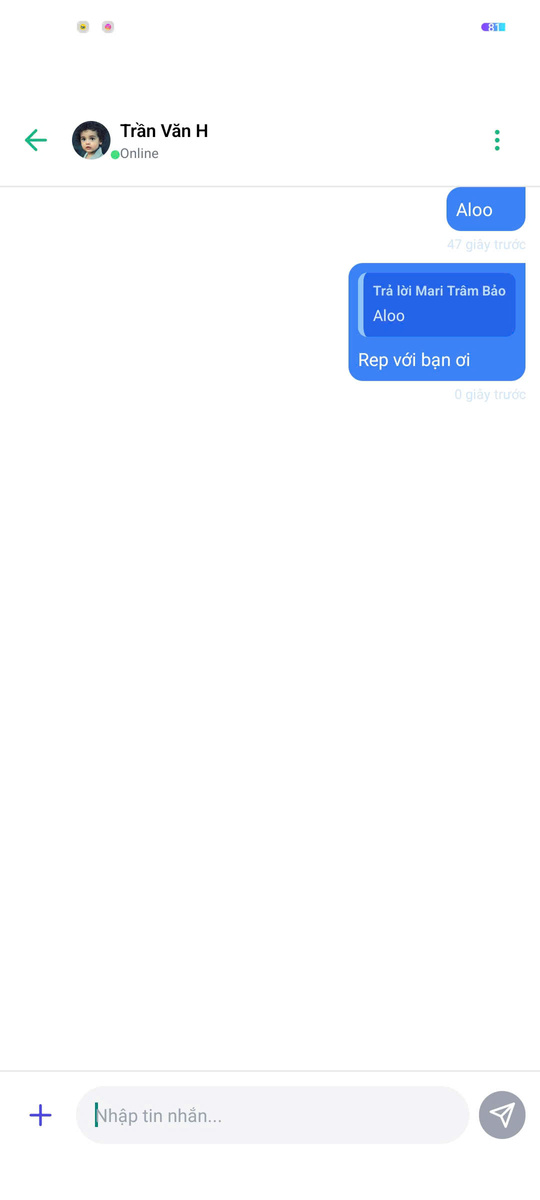 81
Trần Văn H
Online
Aloo
47 giây trước
Trả lời Mari Trâm Bảo
Aloo
Rep với bạn ơi
0 giây trước
Nhập tin nhắn...